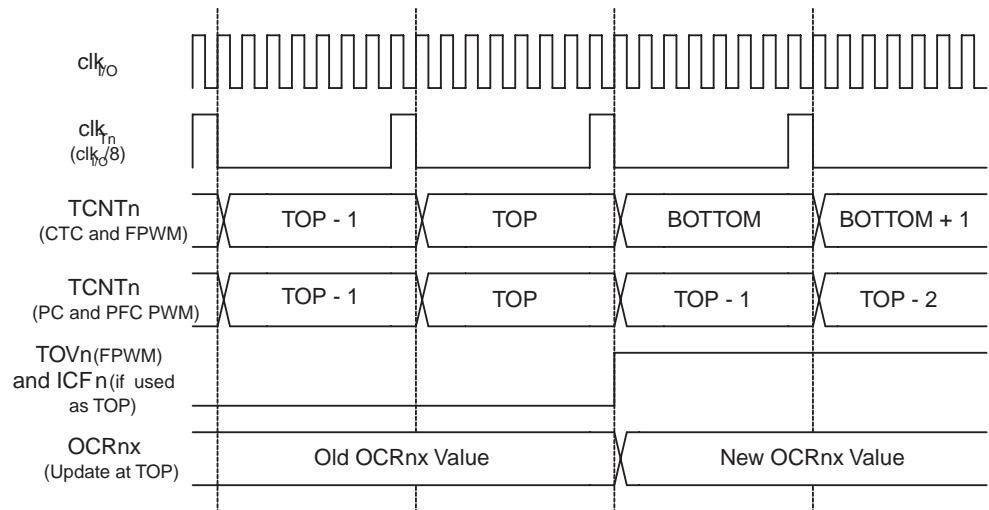 clkI/O
clkTn
(clkI/O/8)
TCNTn
(CTC and FPWM)
TOP - 1
TOP
BOTTOM
BOTTOM + 1
TCNTn
(PC and PFC PWM)
TOP - 1
TOP
TOP - 1
TOP - 2
TOVn(FPWM)
and ICFn(if used
as TOP)
OCRnx
(Update at TOP)
Old OCRnx Value
New OCRnx Value